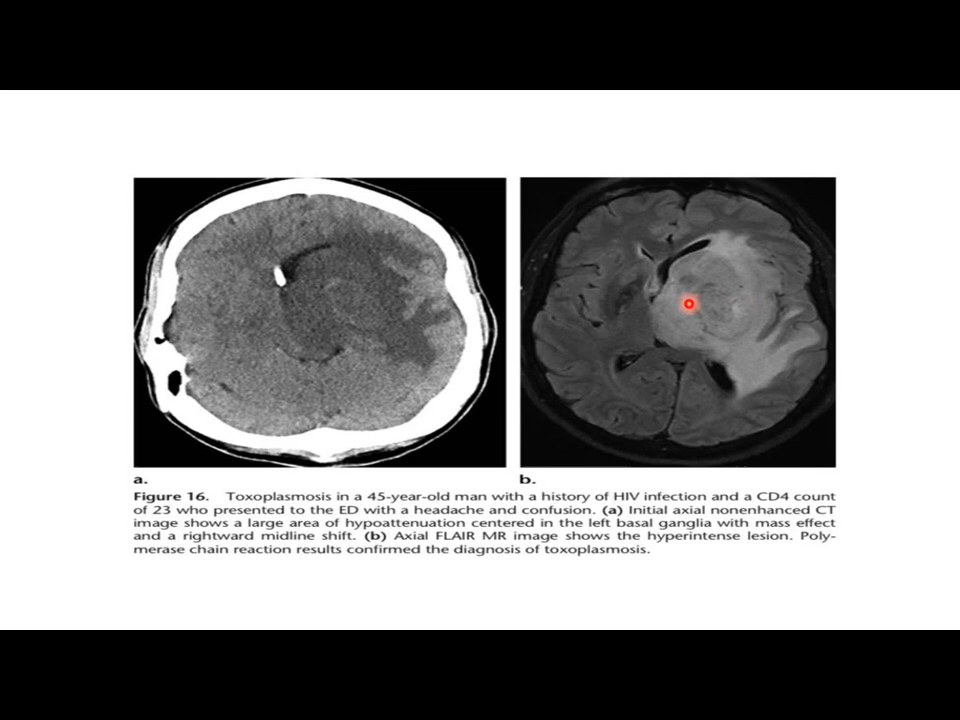 a.
b.
Figure 16. Toxoplasmosis in a 45-year-old man with a history of HIV infection and a CD4 count
of 23 who presented to the ED with a headache and confusion. (a) Initial axial nonenhanced CT
image shows a large area of hypoattenuation centered in the left basal ganglia with mass effect
and a rightward midline shift. (b) Axial FLAIR MR image shows the hyperintense lesion. Poly-
merase chain reaction results confirmed the diagnosis of toxoplasmosis.